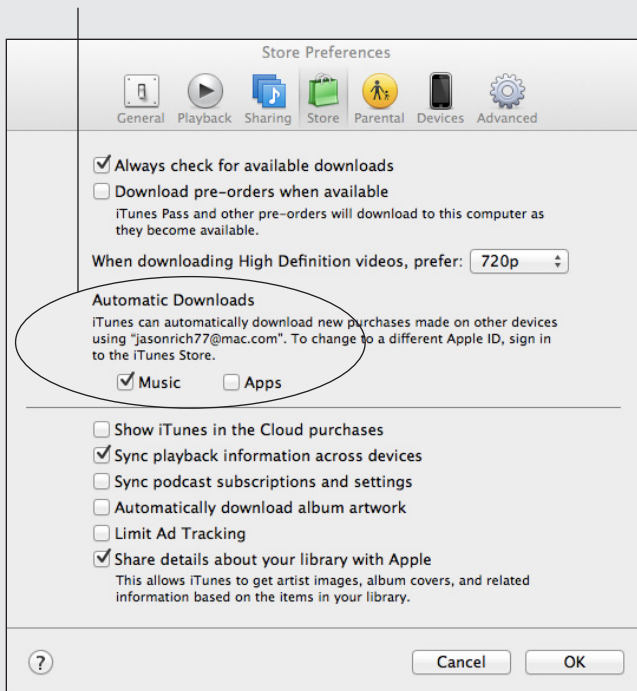 Store Preferences
General Playback Sharing Store Parental Devices Advanced
Always check for available downloads
Download pre-orders when available
iTunes Pass and other pre-orders will download to this computer as
they become available.
When downloading High Definition videos, prefer: 720p
Automatic Downloads
iTunes can automatically download new purchases made on other devices
using "jasonrich77@mac.com". To change to a different Apple ID, sign in
to the iTunes Store.
Music Apps
Show iTunes in the Cloud purchases
Sync playback information across devices
Sync podcast subscriptions and settings
Automatically download album artwork
Limit Ad Tracking
Share details about your library with Apple
This allows iTunes to get artist images, album covers, and related
information based on the items in your library.
? Cancel OK